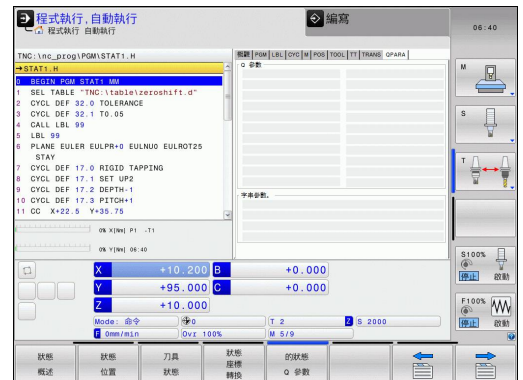 程式執行, 自動執行
程式執行 自動執行
編寫
06:40
TNC:\nc_prog\PGM\STAT1.H
→STAT1.H
0 BEGIN PGM STAT1 MM
1 SEL TABLE "TNC:\table\zeroshift.d"
2 CYCL DEF 32.0 TOLERANCE
3 CYCL DEF 32.1 T0.05
4 CALL LBL 99
5 LBL 99
6 PLANE EULER EULPR+0 EULNU0 EULROT25
STAY
7 CYCL DEF 17.0 RIGID TAPPING
8 CYCL DEF 17.1 SET UP2
9 CYCL DEF 17.2 DEPTH-1
10 CYCL DEF 17.3 PITCH+1
11 CC X+22.5 Y+35.75
概觀 PGM LBL CYC M POS TOOL TT TRANS QPARA
Q 參數
字串參數。
0% X[Nm] P1 -T1
0% Y[Nm] 06:40
X +10.200 B +0.000
Y +95.000 C +0.000
Z +10.000
Mode: 命令 0 T 2 Z S 2000
F 0mm/min Ovr 100% M 5/9
M
S
T
S100%
停止 啟動
F100%
停止 啟動
狀態 概述
狀態 位置
刀具 狀態
狀態 座標 轉換
的狀態 Q 參數